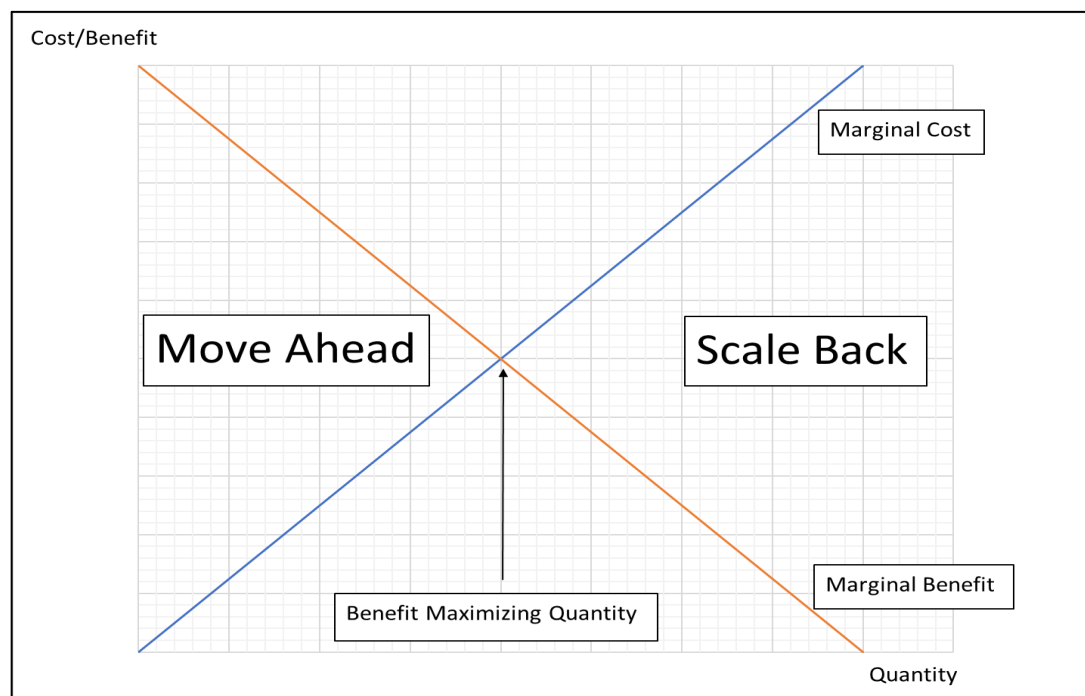 Cost/Benefit
Marginal Cost
Move Ahead
Scale Back
Marginal Benefit
Benefit Maximizing Quantity
Quantity